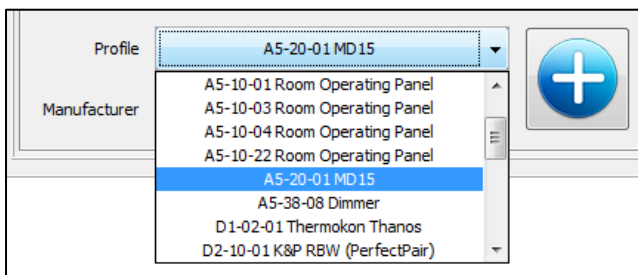 Profile
A5-20-01 MD15
A5-10-01 Room Operating Panel
A5-10-03 Room Operating Panel
Manufacturer
A5-10-04 Room Operating Panel
A5-10-22 Room Operating Panel
A5-20-01 MD15
A5-38-08 Dimmer
D1-02-01 Thermokon Thanos
D2-10-01 K&P RBW (PerfectPair)